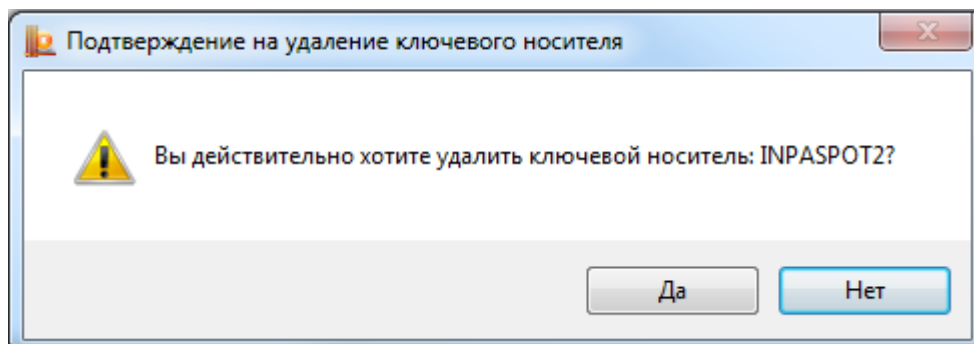 Подтверждение на удаление ключевого носителя
Вы действительно хотите удалить ключевой носитель: INPASPOT2?
Да
Нет